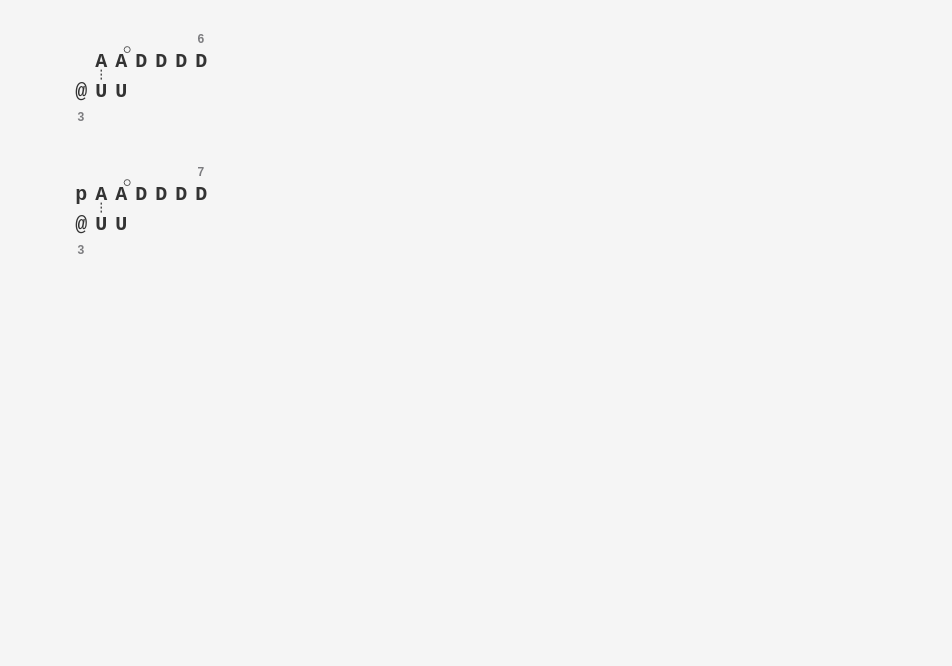 6
A A D D D D
@ U U
3
7
p A A D D D D
@ U U
3